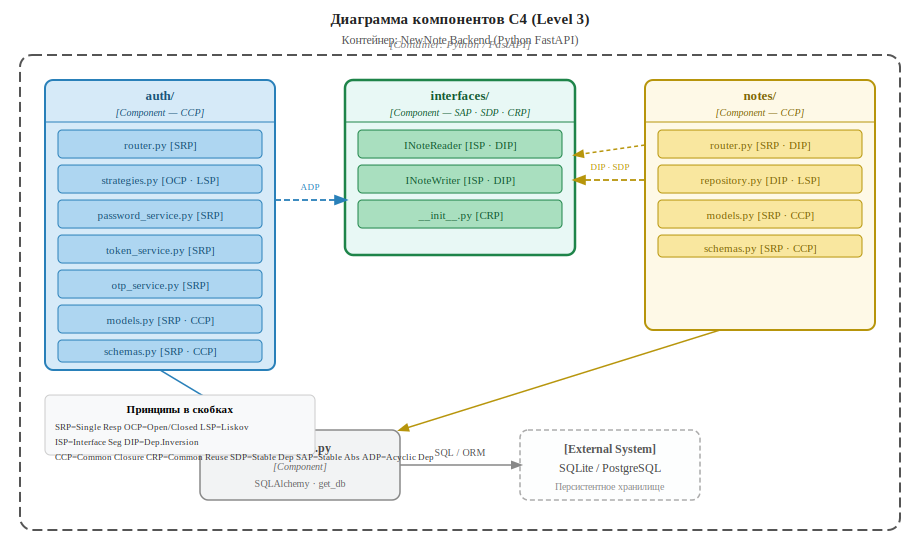 Диаграмма компонентов C4 (Level 3)
Контейнер: NewNote Backend (Python FastAPI)
[Container: Python / FastAPI]
auth/
[Component — CCP]
router.py [SRP]
strategies.py [OCP · LSP]
password_service.py [SRP]
token_service.py [SRP]
otp_service.py [SRP]
models.py [SRP · CCP]
schemas.py [SRP · CCP]
ADP
interfaces/
[Component — SAP · SDP · CRP]
INoteReader [ISP · DIP]
INoteWriter [ISP · DIP]
__init__.py [CRP]
DIP · SDP
notes/
[Component — CCP]
router.py [SRP · DIP]
repository.py [DIP · LSP]
models.py [SRP · CCP]
schemas.py [SRP · CCP]
Принципы в скобках
SRP=Single Resp OCP=Open/Closed LSP=Liskov
ISP=Interface Seg DIP=Dep.Inversion
CCP=Common Closure CRP=Common Reuse SDP=Stable Dep SAP=Stable Abs ADP=Acyclic Dep
.py
[Component]
SQLAlchemy · get_db
SQL / ORM
[External System]
SQLite / PostgreSQL
Персистентное хранилище